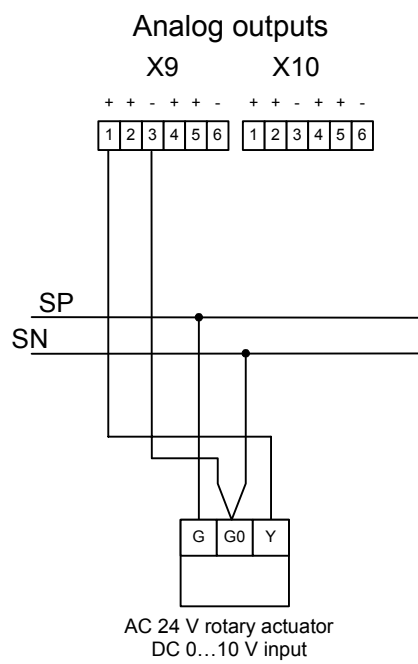 Analog outputs
X9 X10
+ + - + + - + + - + + -
1 2 3 4 5 6 1 2 3 4 5 6
SP
SN
G G0 Y
AC 24 V rotary actuator
DC 0...10 V input